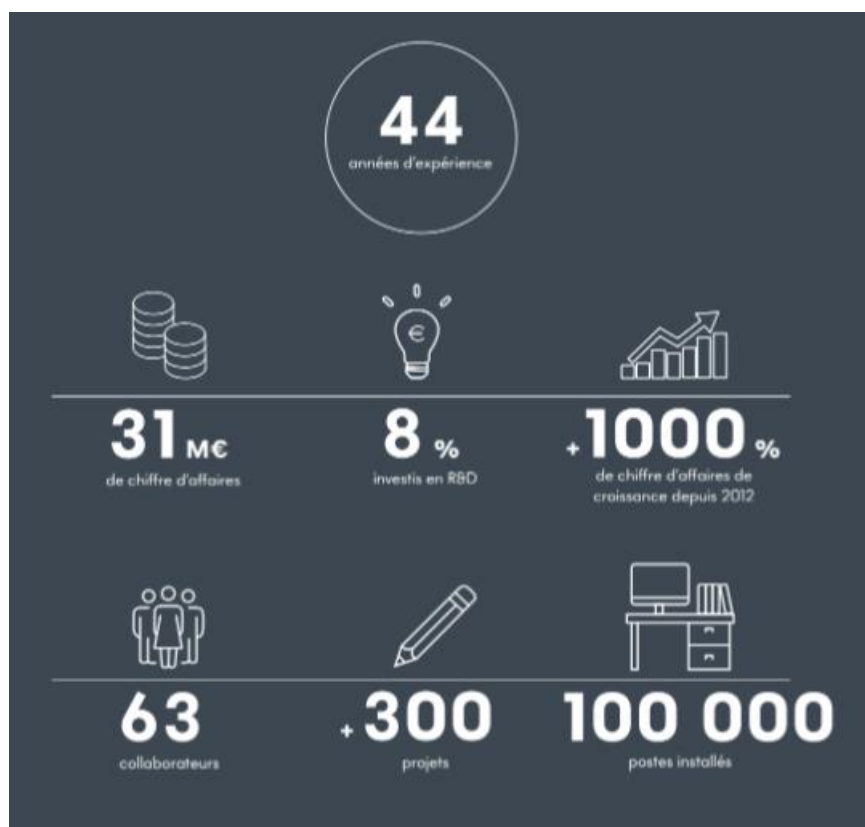 44
années d'expérience
€
31 M€
de chiffre d'affaires
8 %
investis en R&D
+1000 %
de chiffre d'affaires de
croissance depuis 2012
63
collaborateurs
+300
projets
100 000
postes installés